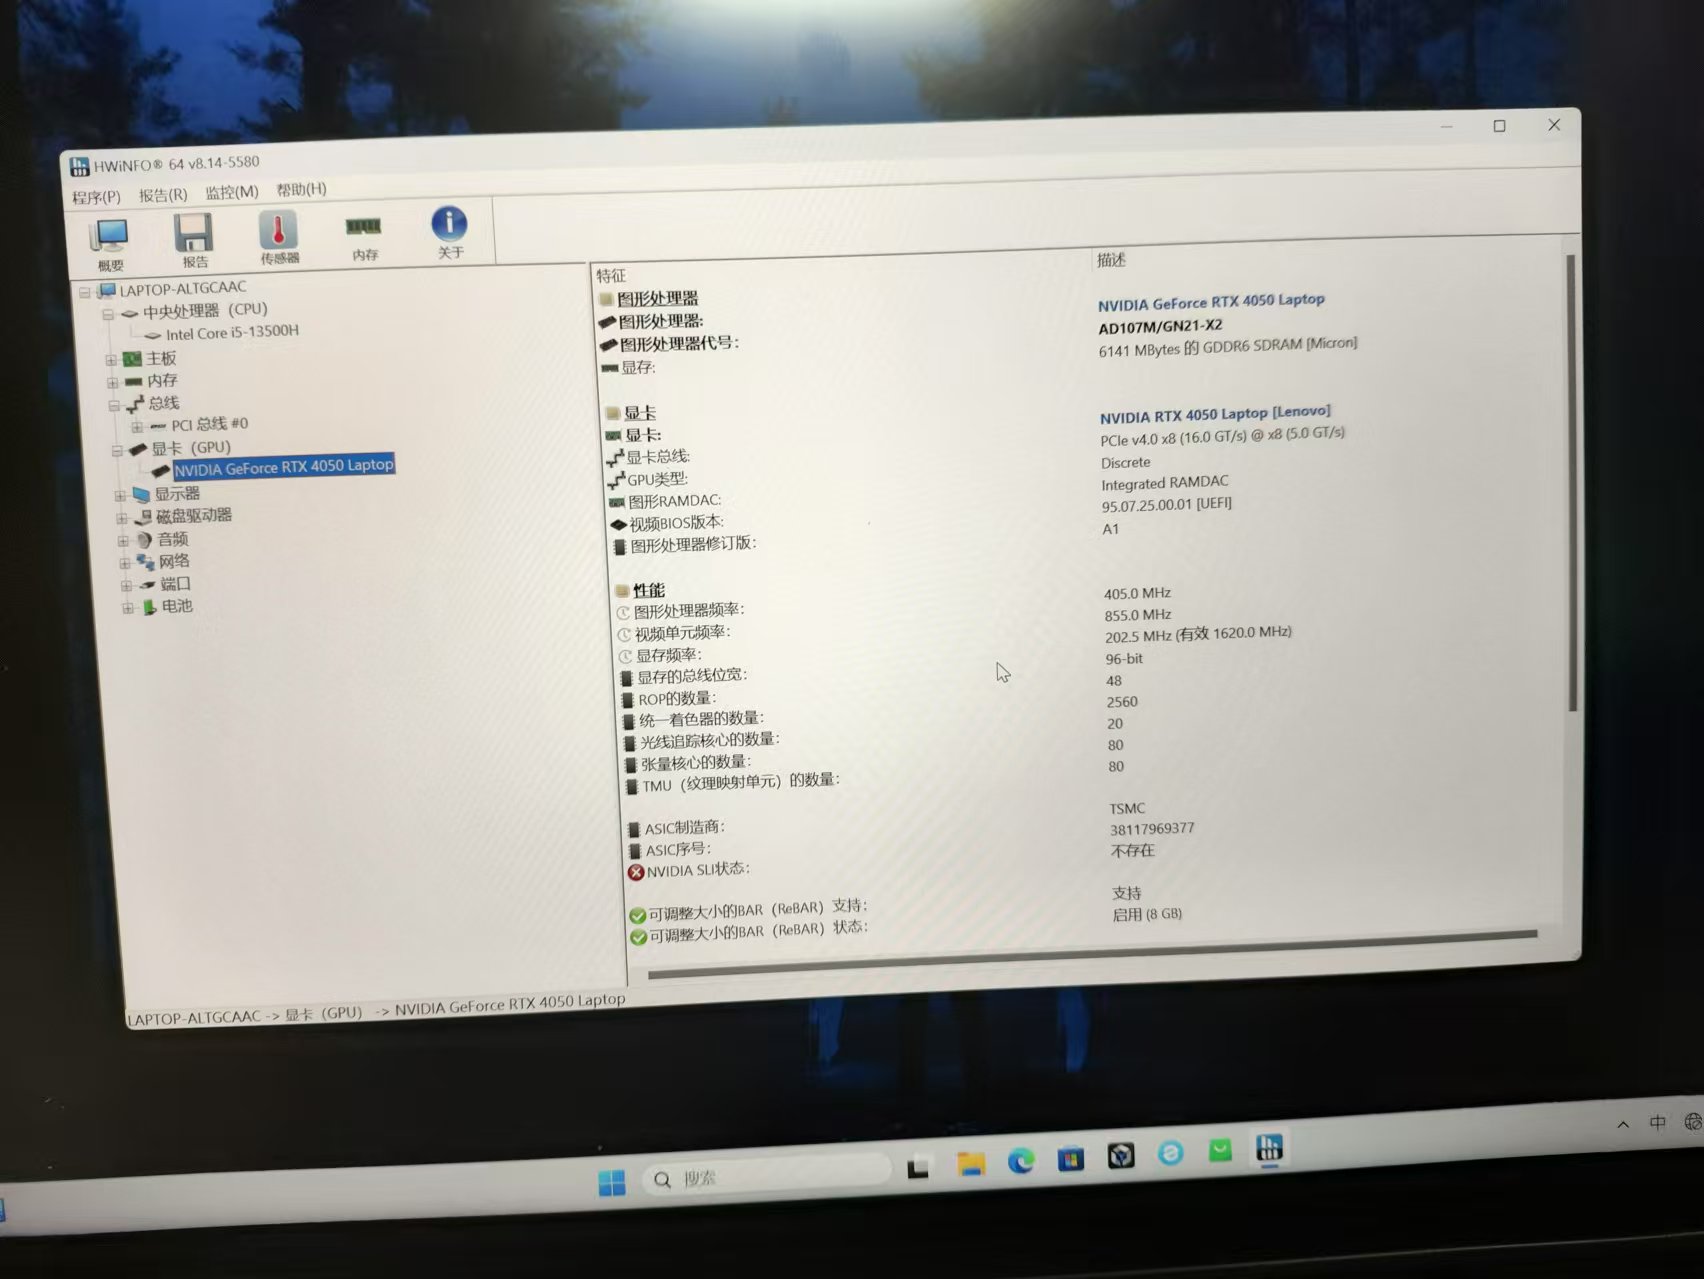 HWiNFO® 64 v8.14-5580
程序(P) 报告(R) 监控(M) 帮助(H)
概要 报告 传感器 内存 关于
LAPTOP-ALTGCAAC
中央处理器（CPU）
Intel Core i5-13500H
主板
内存
总线
PCI 总线 #0
显卡（GPU）
NVIDIA GeForce RTX 4050 Laptop
显示器
磁盘驱动器
音频
网络
端口
电池
特征 描述
图形处理器
图形处理器: NVIDIA GeForce RTX 4050 Laptop
图形处理器代号: AD107M/GN21-X2
显存: 6141 MBytes 的 GDDR6 SDRAM [Micron]
显卡
显卡: NVIDIA RTX 4050 Laptop [Lenovo]
显卡总线: PCIe v4.0 x8 (16.0 GT/s) @ x8 (5.0 GT/s)
GPU类型: Discrete
图形RAMDAC: Integrated RAMDAC
视频BIOS版本: 95.07.25.00.01 [UEFI]
图形处理器修订版: A1
性能
图形处理器频率: 405.0 MHz
视频单元频率: 855.0 MHz
显存频率: 202.5 MHz (有效 1620.0 MHz)
显存的总线位宽: 96-bit
ROP的数量: 48
统一着色器的数量: 2560
光线追踪核心的数量: 20
张量核心的数量: 80
TMU（纹理映射单元）的数量: 80
ASIC制造商: TSMC
ASIC序号: 38117969377
NVIDIA SLI状态: 不存在
可调整大小的BAR（ReBAR）支持: 支持
可调整大小的BAR（ReBAR）状态: 启用 (8 GB)
LAPTOP-ALTGCAAC -> 显卡（GPU） -> NVIDIA GeForce RTX 4050 Laptop
搜索
中